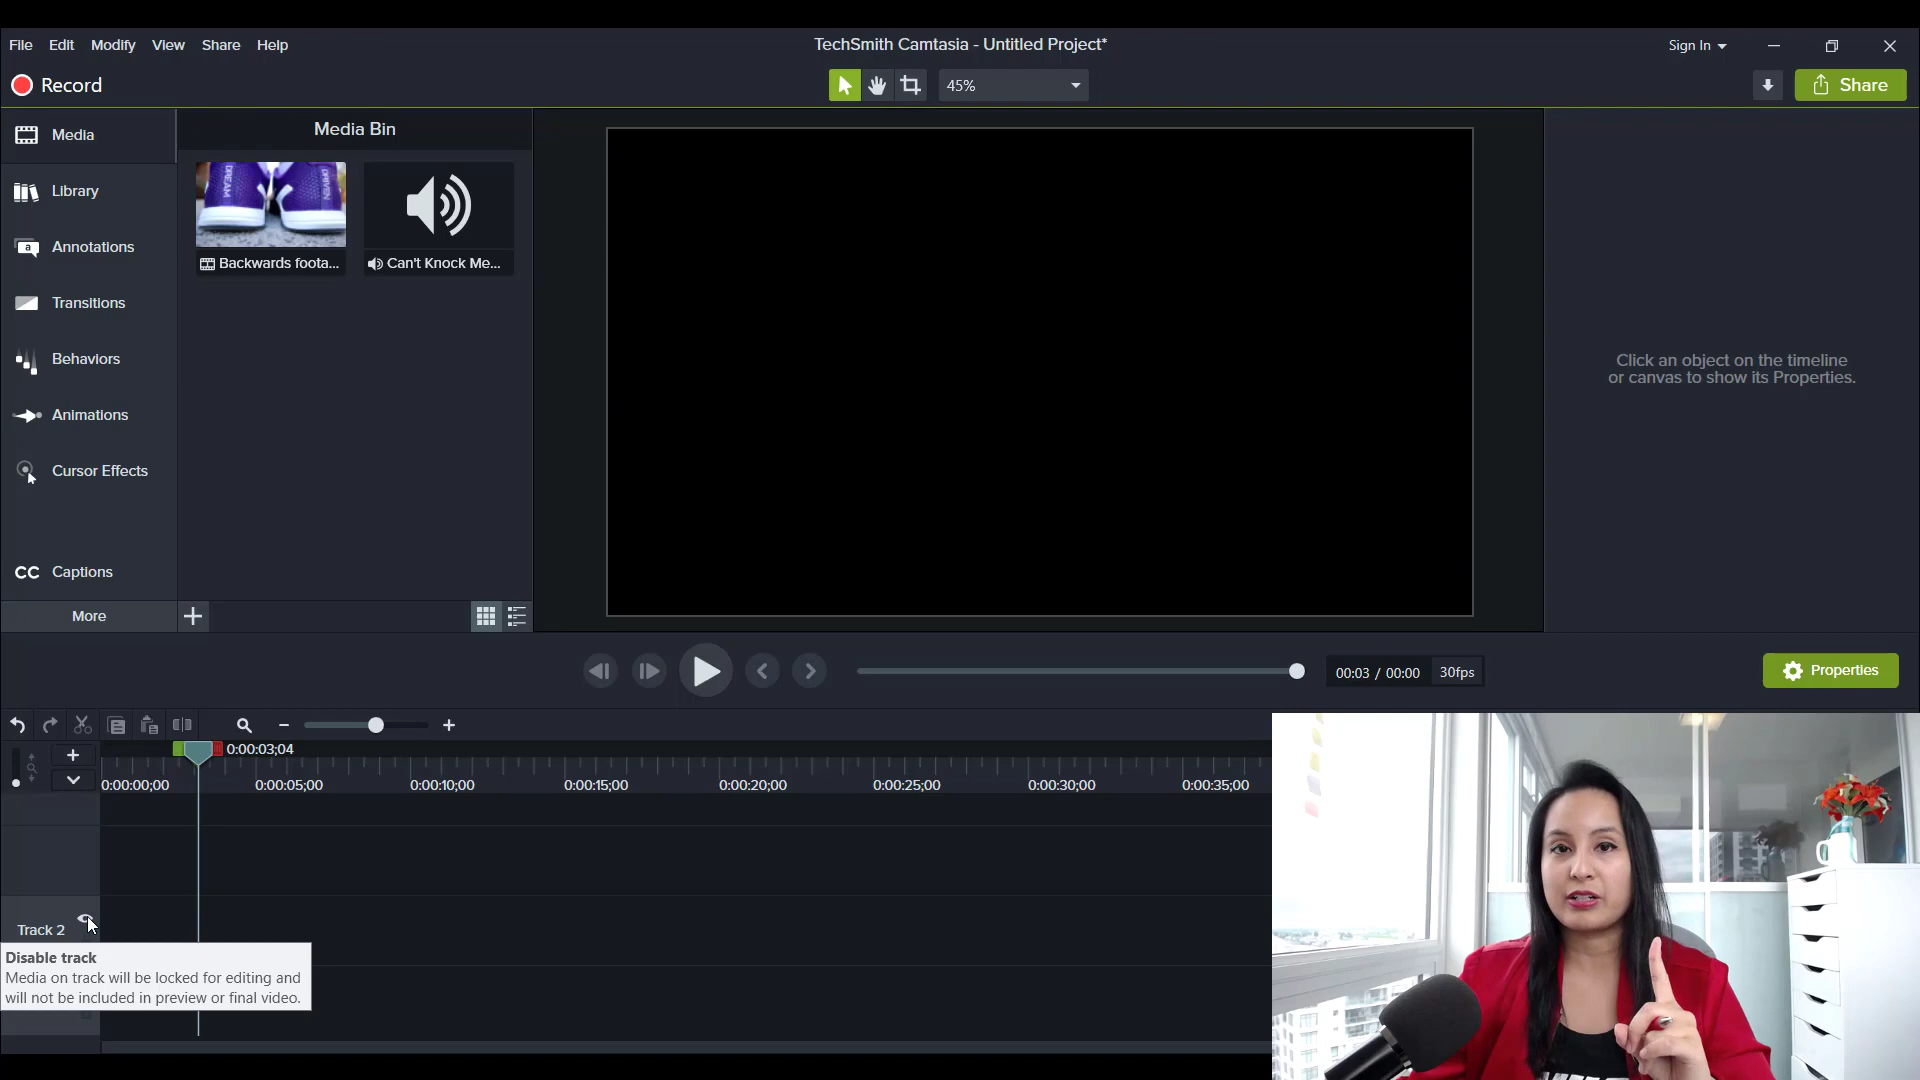 File Edit Modify View Share Help
TechSmith Camtasia - Untitled Project*
Sign In
Record
45%
Share
Media
Media Bin
Library
DREAM
DRIVEN
Annotations
Backwards foota...
Can't Knock Me...
Transitions
Behaviors
Animations
Cursor Effects
Captions
More
Click an object on the timeline
or canvas to show its Properties.
00:03 / 00:00 30fps
Properties
0:00:03;04
0:00:00;00 0:00:05;00 0:00:10;00 0:00:15;00 0:00:20;00 0:00:25;00 0:00:30;00 0:00:35;00
Track 2
Disable track
Media on track will be locked for editing and
will not be included in preview or final video.